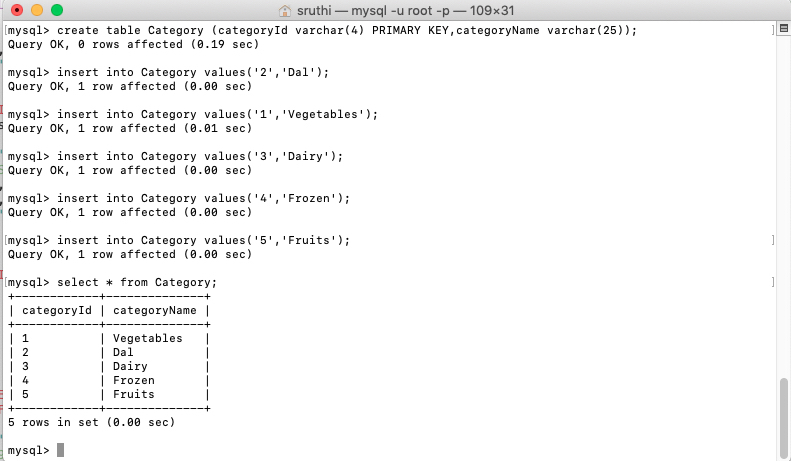 sruthi — mysql -u root -p — 109×31
[mysql> create table Category (categoryId varchar(4) PRIMARY KEY,categoryName varchar(25)); ]
Query OK, 0 rows affected (0.19 sec)
mysql> insert into Category values('2','Dal');
Query OK, 1 row affected (0.00 sec)
mysql> insert into Category values('1','Vegetables');
Query OK, 1 row affected (0.01 sec)
mysql> insert into Category values('3','Dairy');
Query OK, 1 row affected (0.00 sec)
mysql> insert into Category values('4','Frozen');
Query OK, 1 row affected (0.00 sec)
[mysql> insert into Category values('5','Fruits'); ]
Query OK, 1 row affected (0.00 sec)
[mysql> select * from Category; ]
+------------+--------------+
| categoryId | categoryName |
+------------+--------------+
| 1          | Vegetables   |
| 2          | Dal          |
| 3          | Dairy        |
| 4          | Frozen       |
| 5          | Fruits       |
+------------+--------------+
5 rows in set (0.00 sec)
mysql>